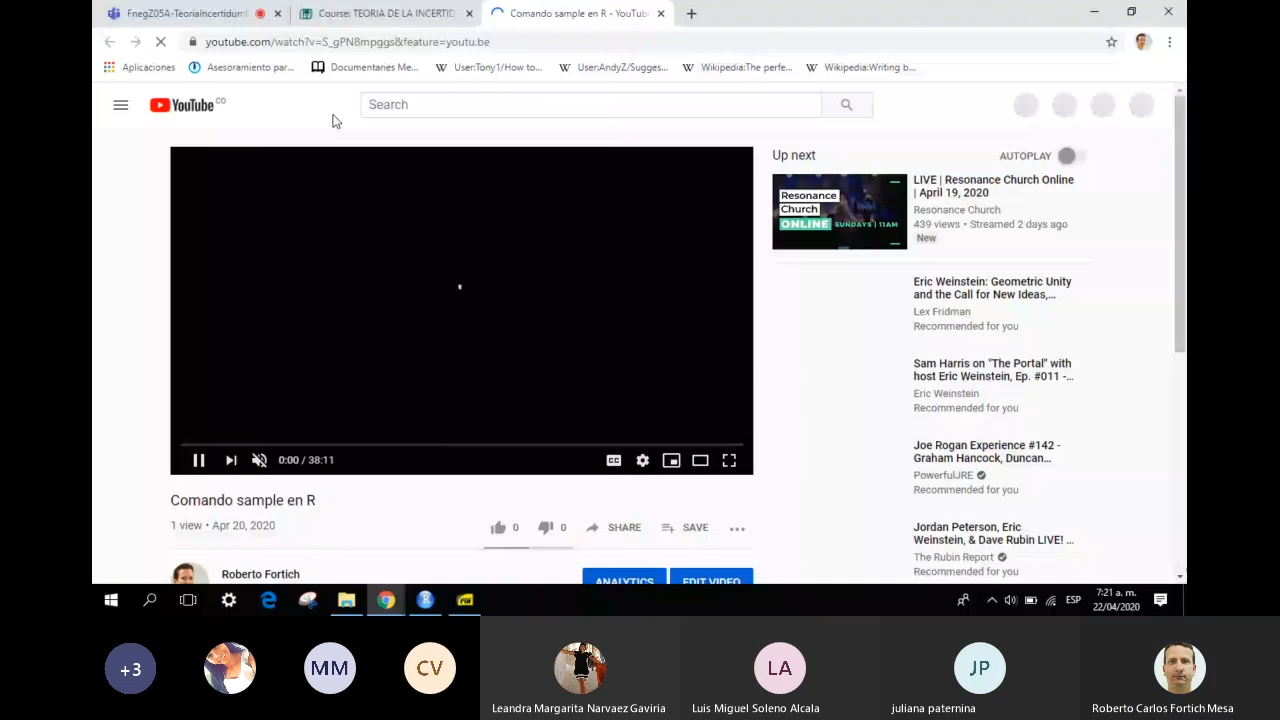 FnegZ05A-TeoriaIncertidum
Course: TEORIA DE LA INCERTID
Comando sample en R - YouTub
youtube.com/watch?v=S_gPN8mpggs&feature=youtu.be
Aplicaciones
Asesoramiento par...
Documentaries Me...
User:Tony1/How to...
User:AndyZ/Sugges...
Wikipedia:The perfe...
Wikipedia:Writing b...
YouTube CO
Search
Up next
AUTOPLAY
Resonance
Church
ONLINE SUNDAYS | 11AM
LIVE | Resonance Church Online
| April 19, 2020
Resonance Church
439 views • Streamed 2 days ago
New
Eric Weinstein: Geometric Unity
and the Call for New Ideas,...
Lex Fridman
Recommended for you
Sam Harris on "The Portal" with
host Eric Weinstein, Ep. #011 -...
Eric Weinstein
Recommended for you
Joe Rogan Experience #142 -
Graham Hancock, Duncan...
PowerfulJRE
Recommended for you
Jordan Peterson, Eric
Weinstein, & Dave Rubin LIVE! ...
The Rubin Report
Recommended for you
0:00 / 38:11
CC
Comando sample en R
1 view • Apr 20, 2020
0
0
SHARE
SAVE
Roberto Fortich
ANALYTICS
EDIT VIDEO
ESP
7:21 a. m.
22/04/2020
+3
MM
CV
LA
JP
Leandra Margarita Narvaez Gaviria
Luis Miguel Soleno Alcala
juliana paternina
Roberto Carlos Fortich Mesa